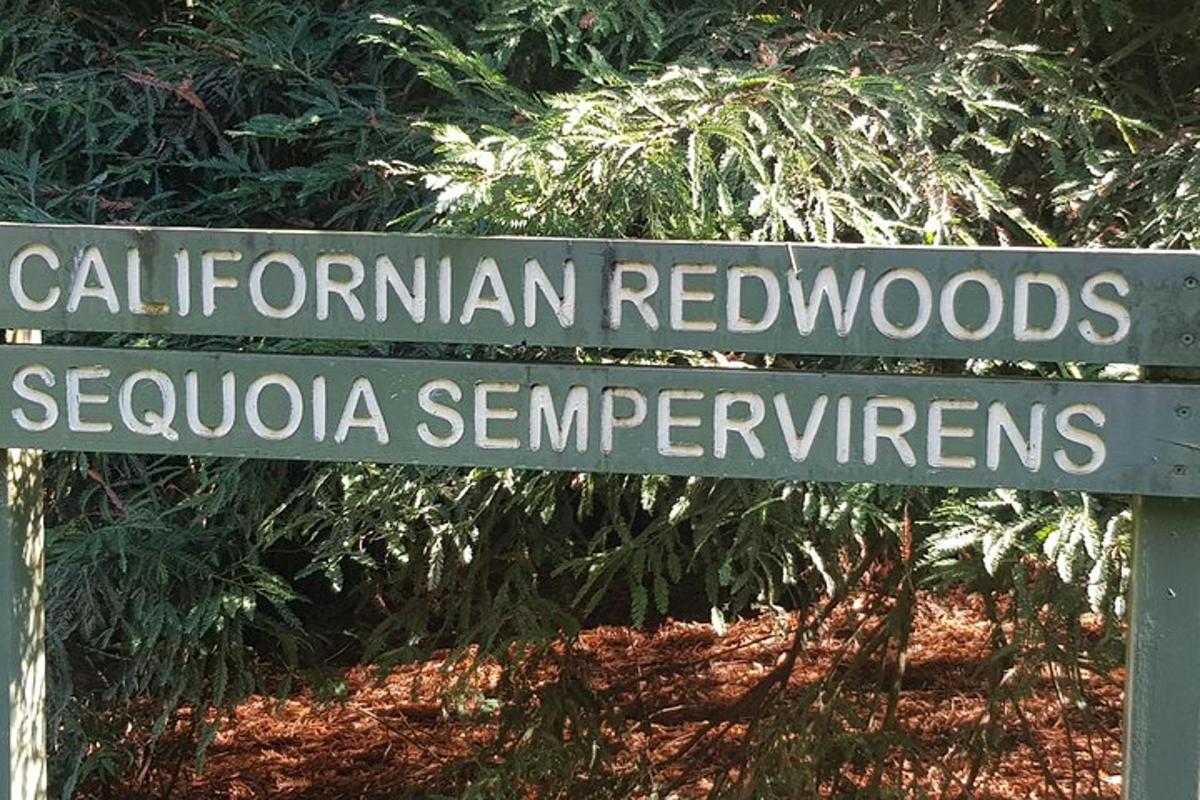 CALIFORNIAN REDWOODS
SEQUOIA SEMPERVIRENS